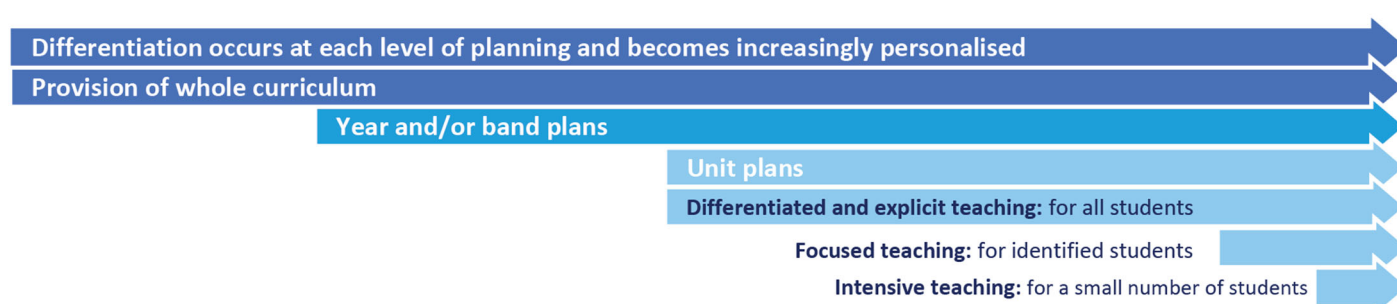 Differentiation occurs at each level of planning and becomes increasingly personalised
Provision of whole curriculum
Year and/or band plans
Unit plans
Differentiated and explicit teaching: for all students
Focused teaching: for identified students
Intensive teaching: for a small number of students